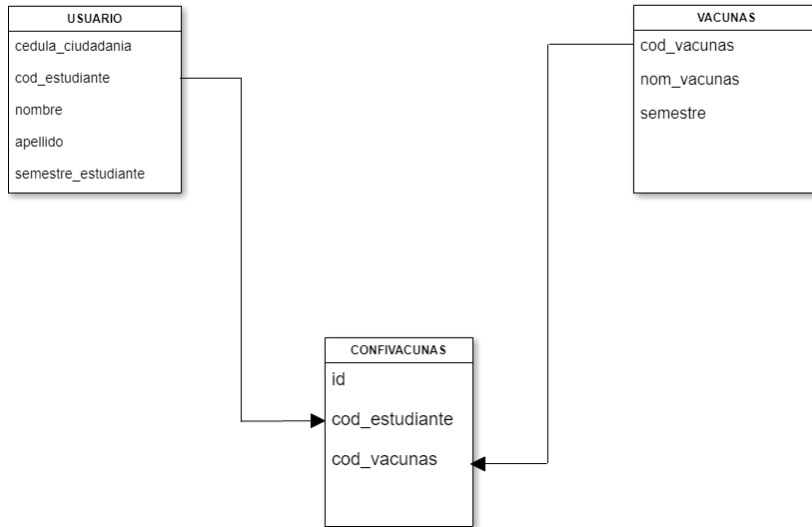 USUARIO
cedula_ciudadania
cod_estudiante
nombre
apellido
semestre_estudiante
VACUNAS
cod_vacunas
nom_vacunas
semestre
CONFIVACUNAS
id
cod_estudiante
cod_vacunas